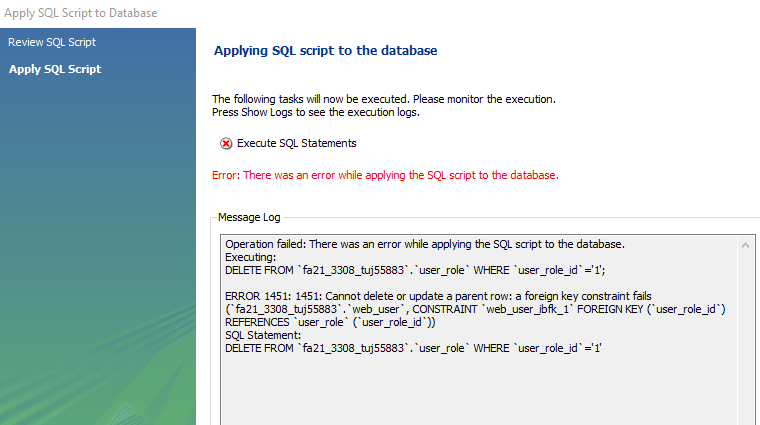 Apply SQL Script to Database
Review SQL Script
Apply SQL Script
Applying SQL script to the database
The following tasks will now be executed. Please monitor the execution.
Press Show Logs to see the execution logs.
Execute SQL Statements
Error: There was an error while applying the SQL script to the database.
Message Log
Operation failed: There was an error while applying the SQL script to the database.
Executing:
DELETE FROM `fa21_3308_tuj55883`.`user_role` WHERE `user_role_id`='1';
ERROR 1451: 1451: Cannot delete or update a parent row: a foreign key constraint fails
(`fa21_3308_tuj55883`.`web_user`, CONSTRAINT `web_user_ibfk_1` FOREIGN KEY (`user_role_id`)
REFERENCES `user_role` (`user_role_id`))
SQL Statement:
DELETE FROM `fa21_3308_tuj55883`.`user_role` WHERE `user_role_id`='1'